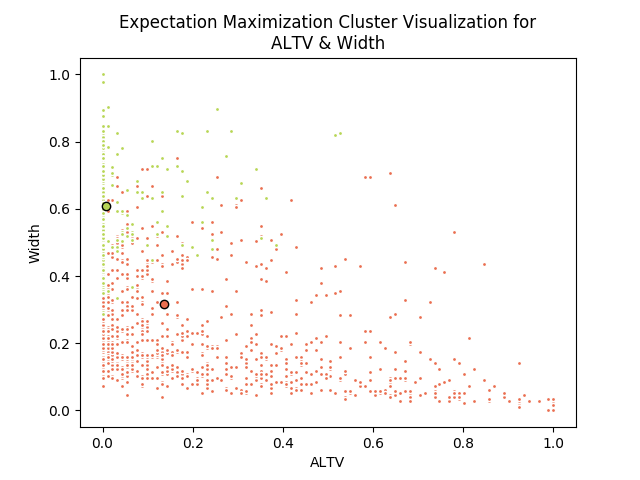 Expectation Maximization Cluster Visualization for
ALTV & Width
1.0
0.8
0.6
0.4
0.2
0.0
Width
0.0 0.2 0.4 0.6 0.8 1.0
ALTV